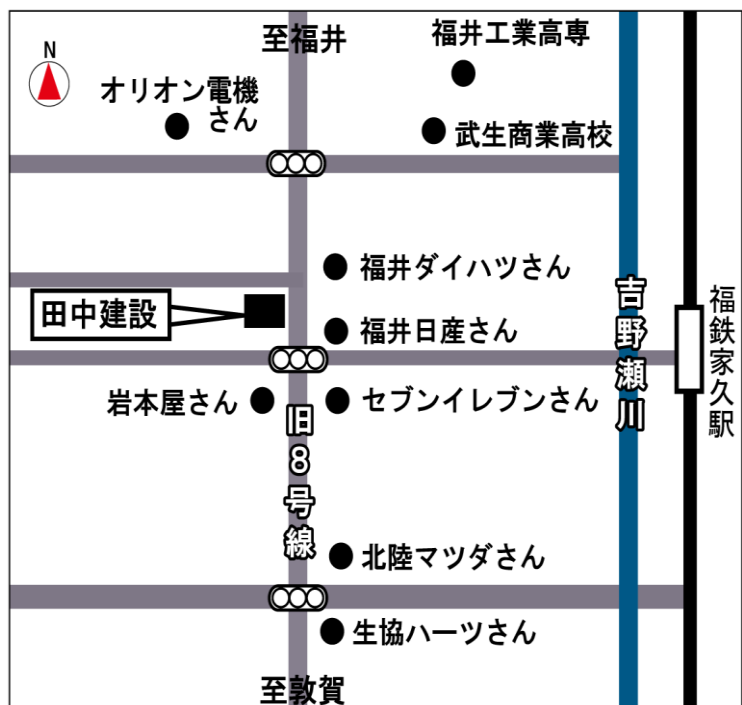 至福井
福井工業高専
N
オリオン電機
さん
武生商業高校
福井ダイハツさん
田中建設
福井日産さん
吉野瀬川
福鉄家久駅
岩本屋さん
セブンイレブンさん
旧8号線
北陸マツダさん
生協ハーツさん
至敦賀